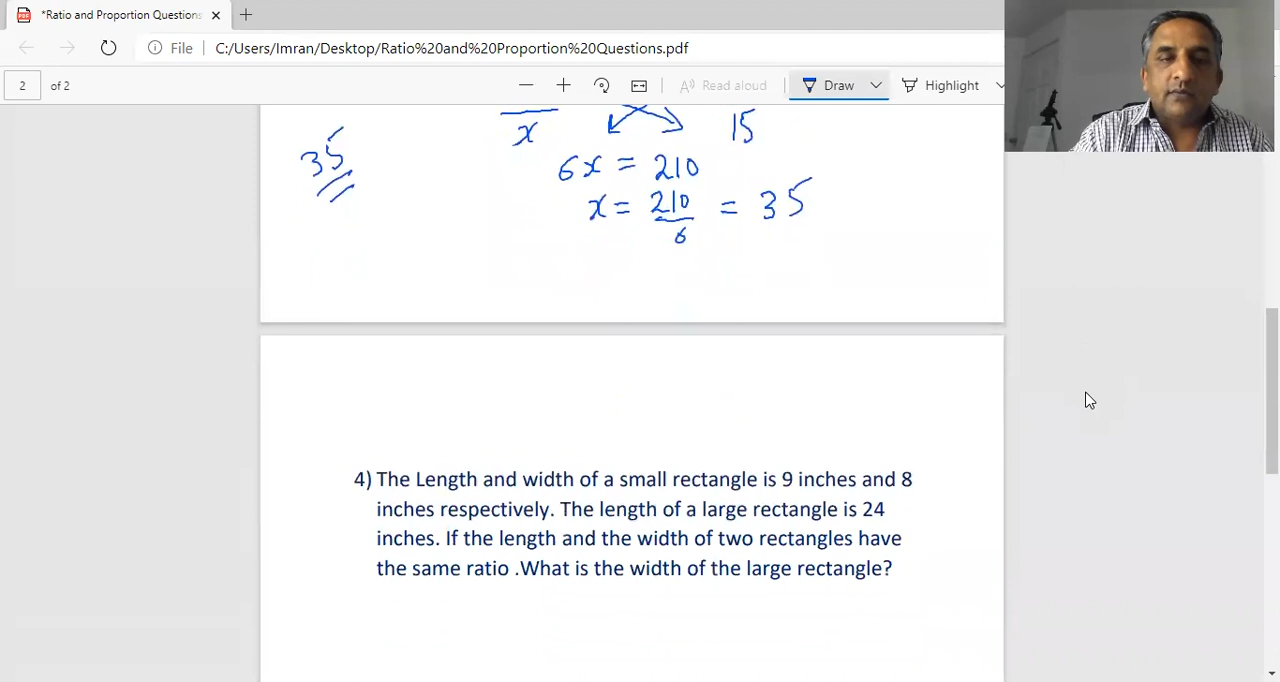 *Ratio and Proportion Questions
File C:/Users/Imran/Desktop/Ratio%20and%20Proportion%20Questions.pdf
2 of 2 Read aloud Draw Highlight
x 15
35
6x = 210
x = 210 = 35
6
4) The Length and width of a small rectangle is 9 inches and 8
inches respectively. The length of a large rectangle is 24
inches. If the length and the width of two rectangles have
the same ratio .What is the width of the large rectangle?